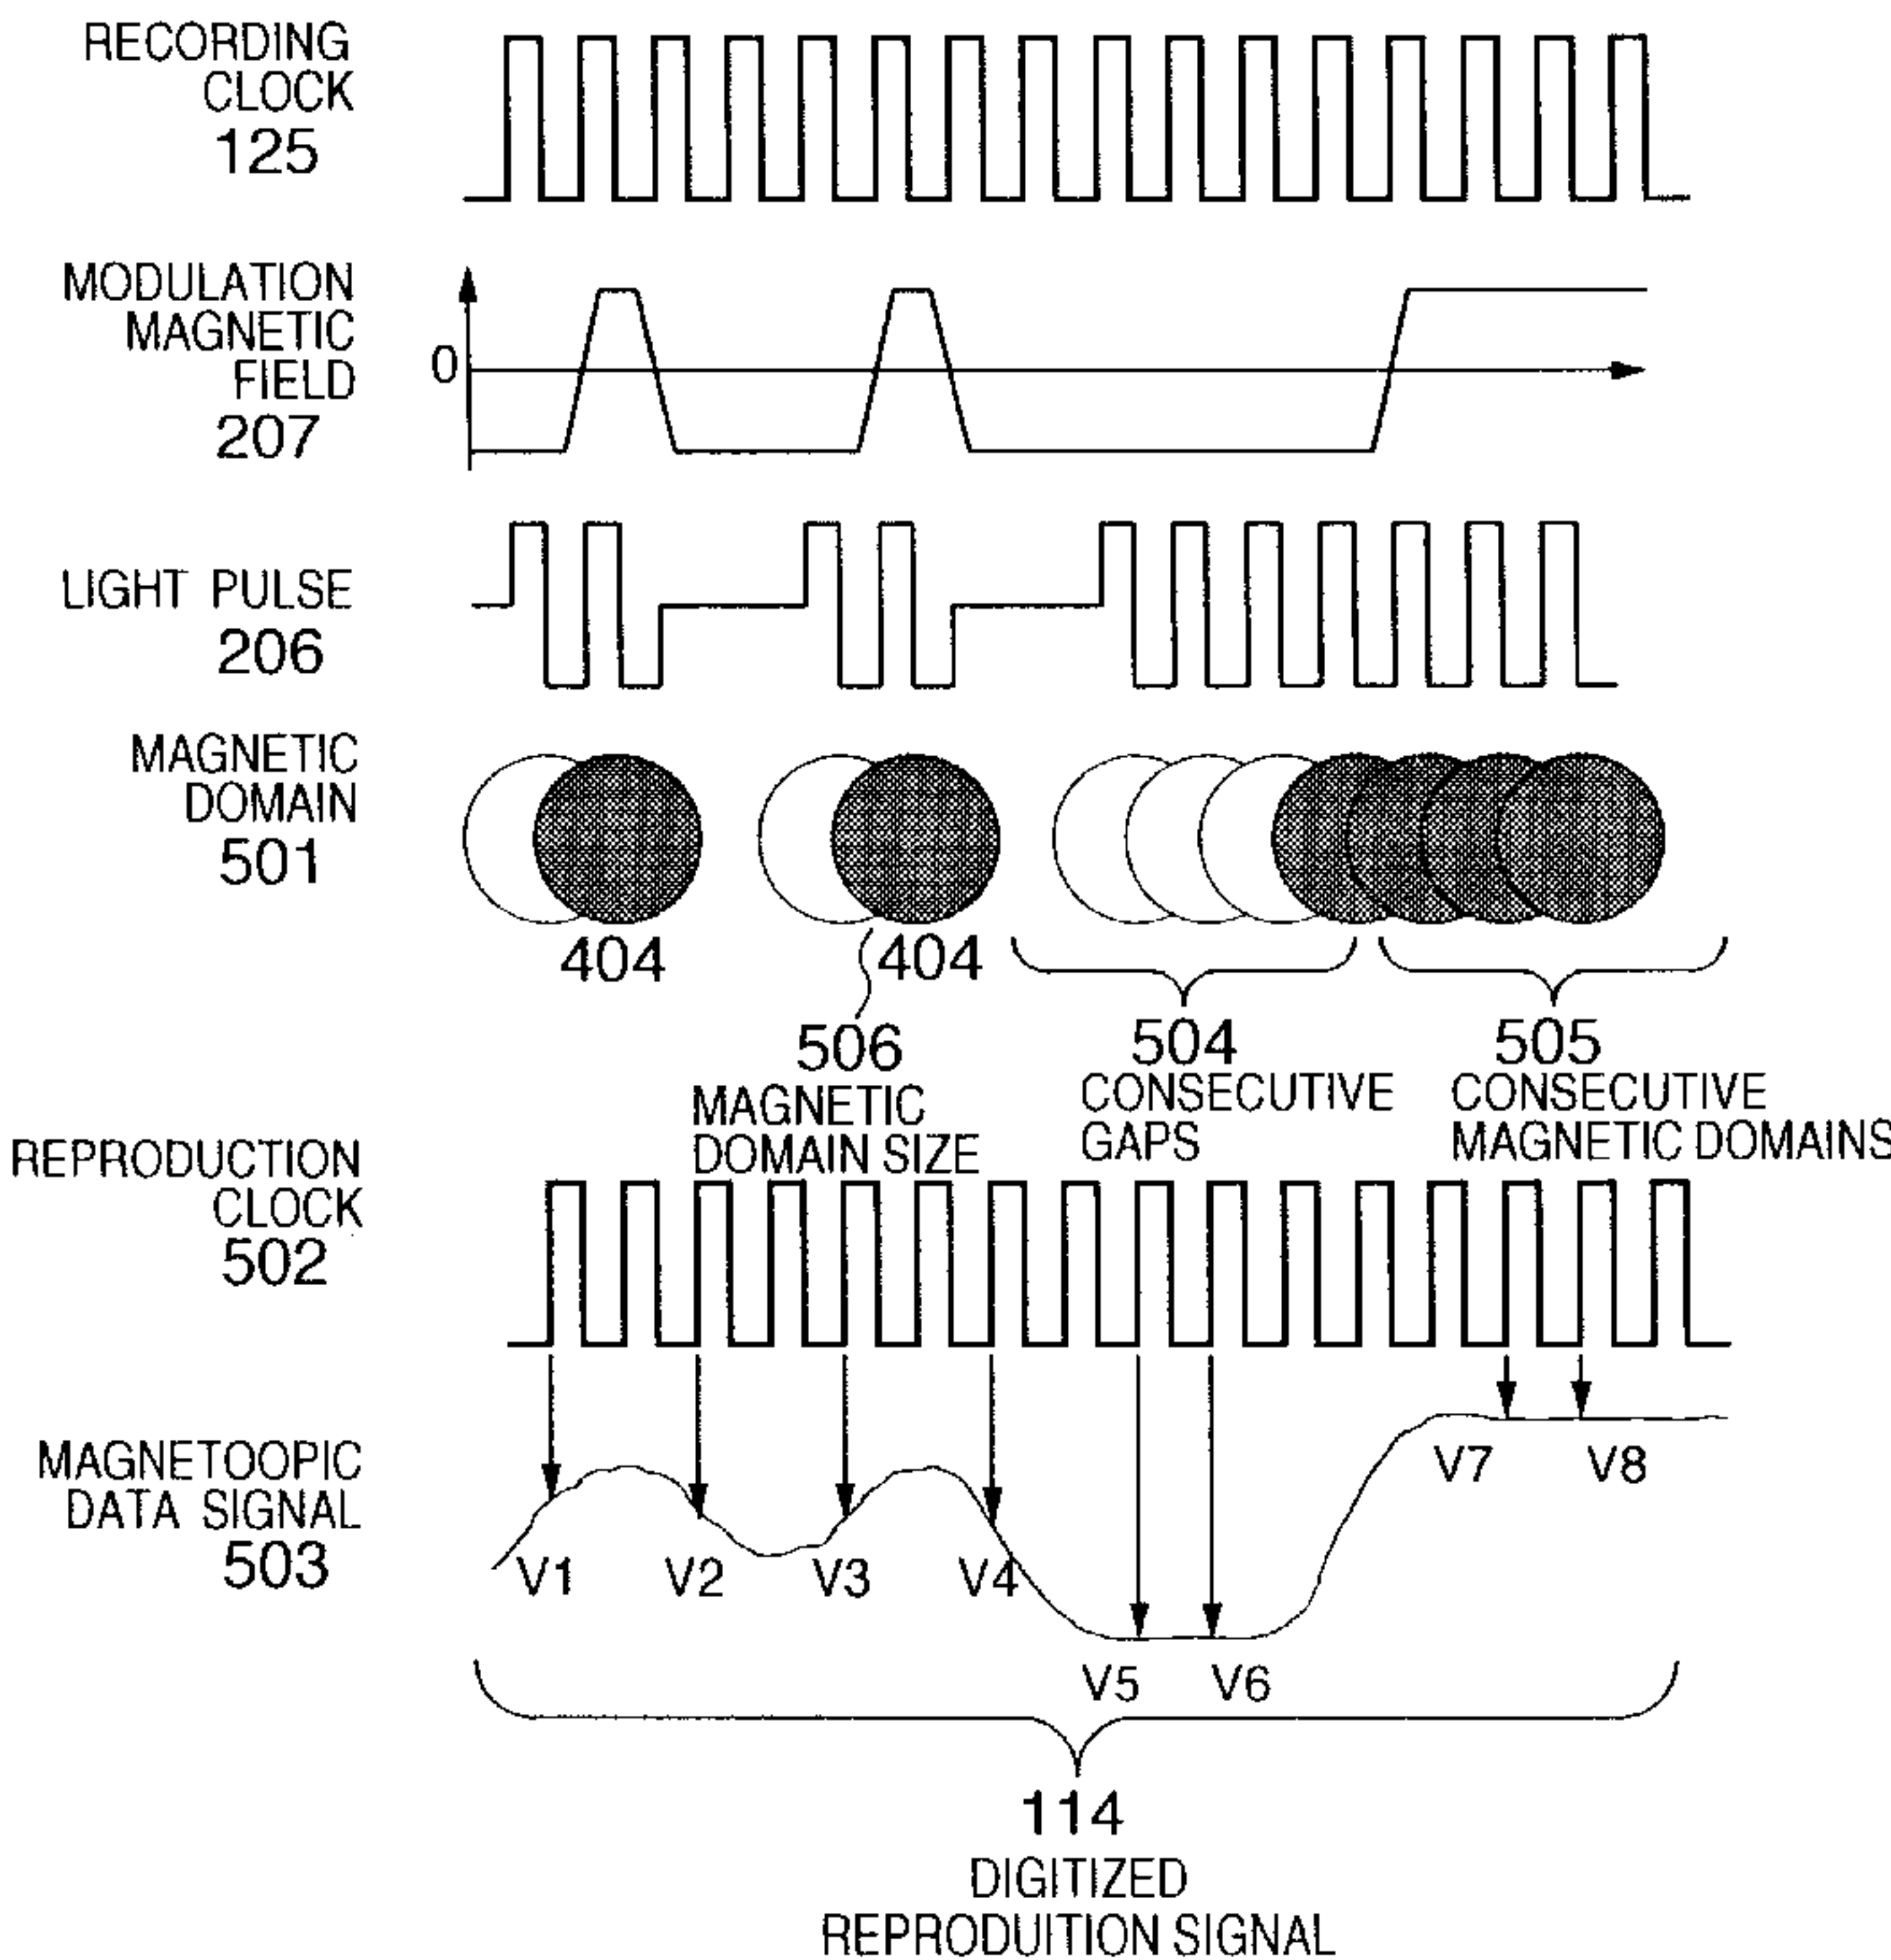 RECORDING
CLOCK
125
MODULATION
MAGNETIC
FIELD
207
0
LIGHT PULSE
206
MAGNETIC
DOMAIN
501
404
404
506
MAGNETIC
DOMAIN SIZE
504
CONSECUTIVE
GAPS
505
CONSECUTIVE
MAGNETIC DOMAINS
REPRODUCTION
CLOCK
502
MAGNETOOPIC
DATA SIGNAL
503
V1
V2
V3
V4
V5
V6
V7
V8
114
DIGITIZED
REPRODUITION SIGNAL